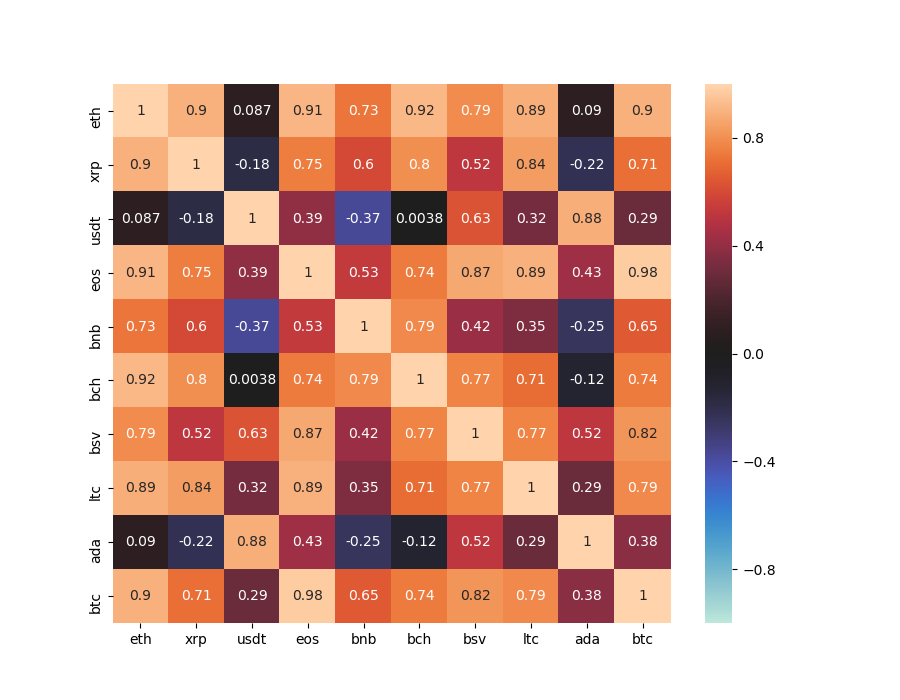 eth 1 0.9 0.087 0.91 0.73 0.92 0.79 0.89 0.09 0.9
xrp 0.9 1 -0.18 0.75 0.6 0.8 0.52 0.84 -0.22 0.71
usdt 0.087 -0.18 1 0.39 -0.37 0.0038 0.63 0.32 0.88 0.29
eos 0.91 0.75 0.39 1 0.53 0.74 0.87 0.89 0.43 0.98
bnb 0.73 0.6 -0.37 0.53 1 0.79 0.42 0.35 -0.25 0.65
bch 0.92 0.8 0.0038 0.74 0.79 1 0.77 0.71 -0.12 0.74
bsv 0.79 0.52 0.63 0.87 0.42 0.77 1 0.77 0.52 0.82
ltc 0.89 0.84 0.32 0.89 0.35 0.71 0.77 1 0.29 0.79
ada 0.09 -0.22 0.88 0.43 -0.25 -0.12 0.52 0.29 1 0.38
btc 0.9 0.71 0.29 0.98 0.65 0.74 0.82 0.79 0.38 1
eth xrp usdt eos bnb bch bsv ltc ada btc
0.8
0.4
0.0
−0.4
−0.8